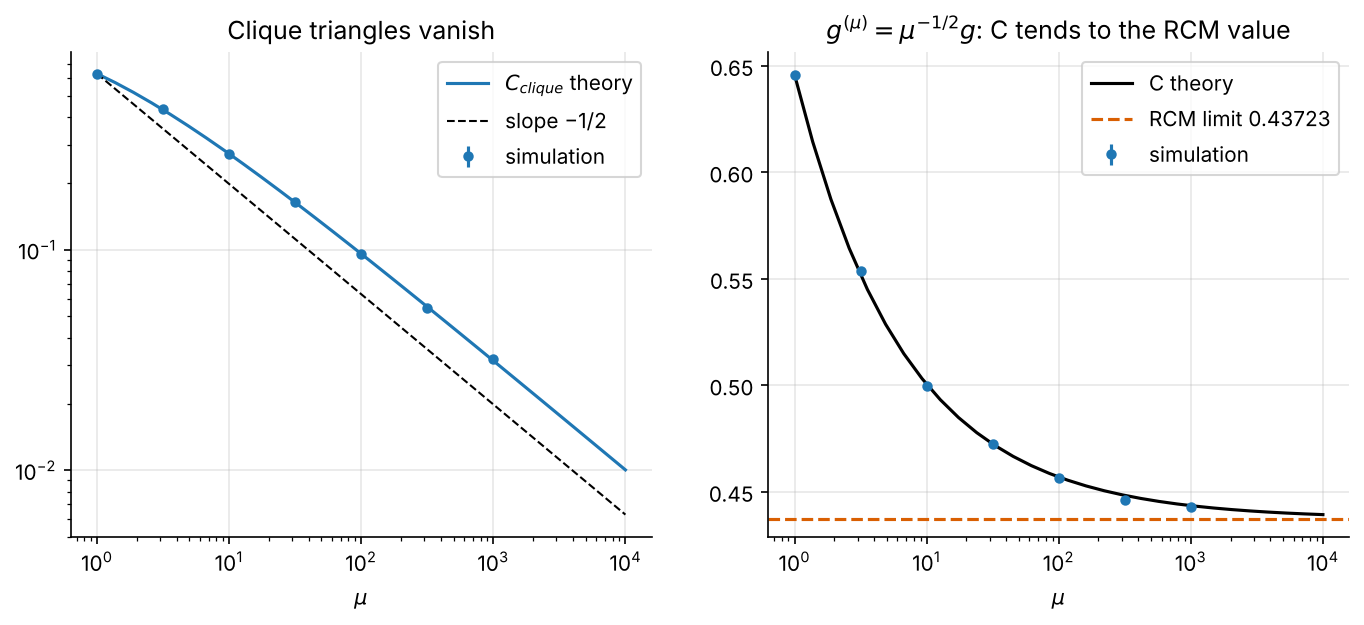 Clique triangles vanish
C_{clique} theory
slope −1/2
simulation
10^{−1}
10^{−2}
10^{0}
10^{1}
10^{2}
10^{3}
10^{4}
μ
g^{(μ)} = μ^{−1/2}g: C tends to the RCM value
C theory
RCM limit 0.43723
simulation
0.65
0.60
0.55
0.50
0.45
10^{0}
10^{1}
10^{2}
10^{3}
10^{4}
μ